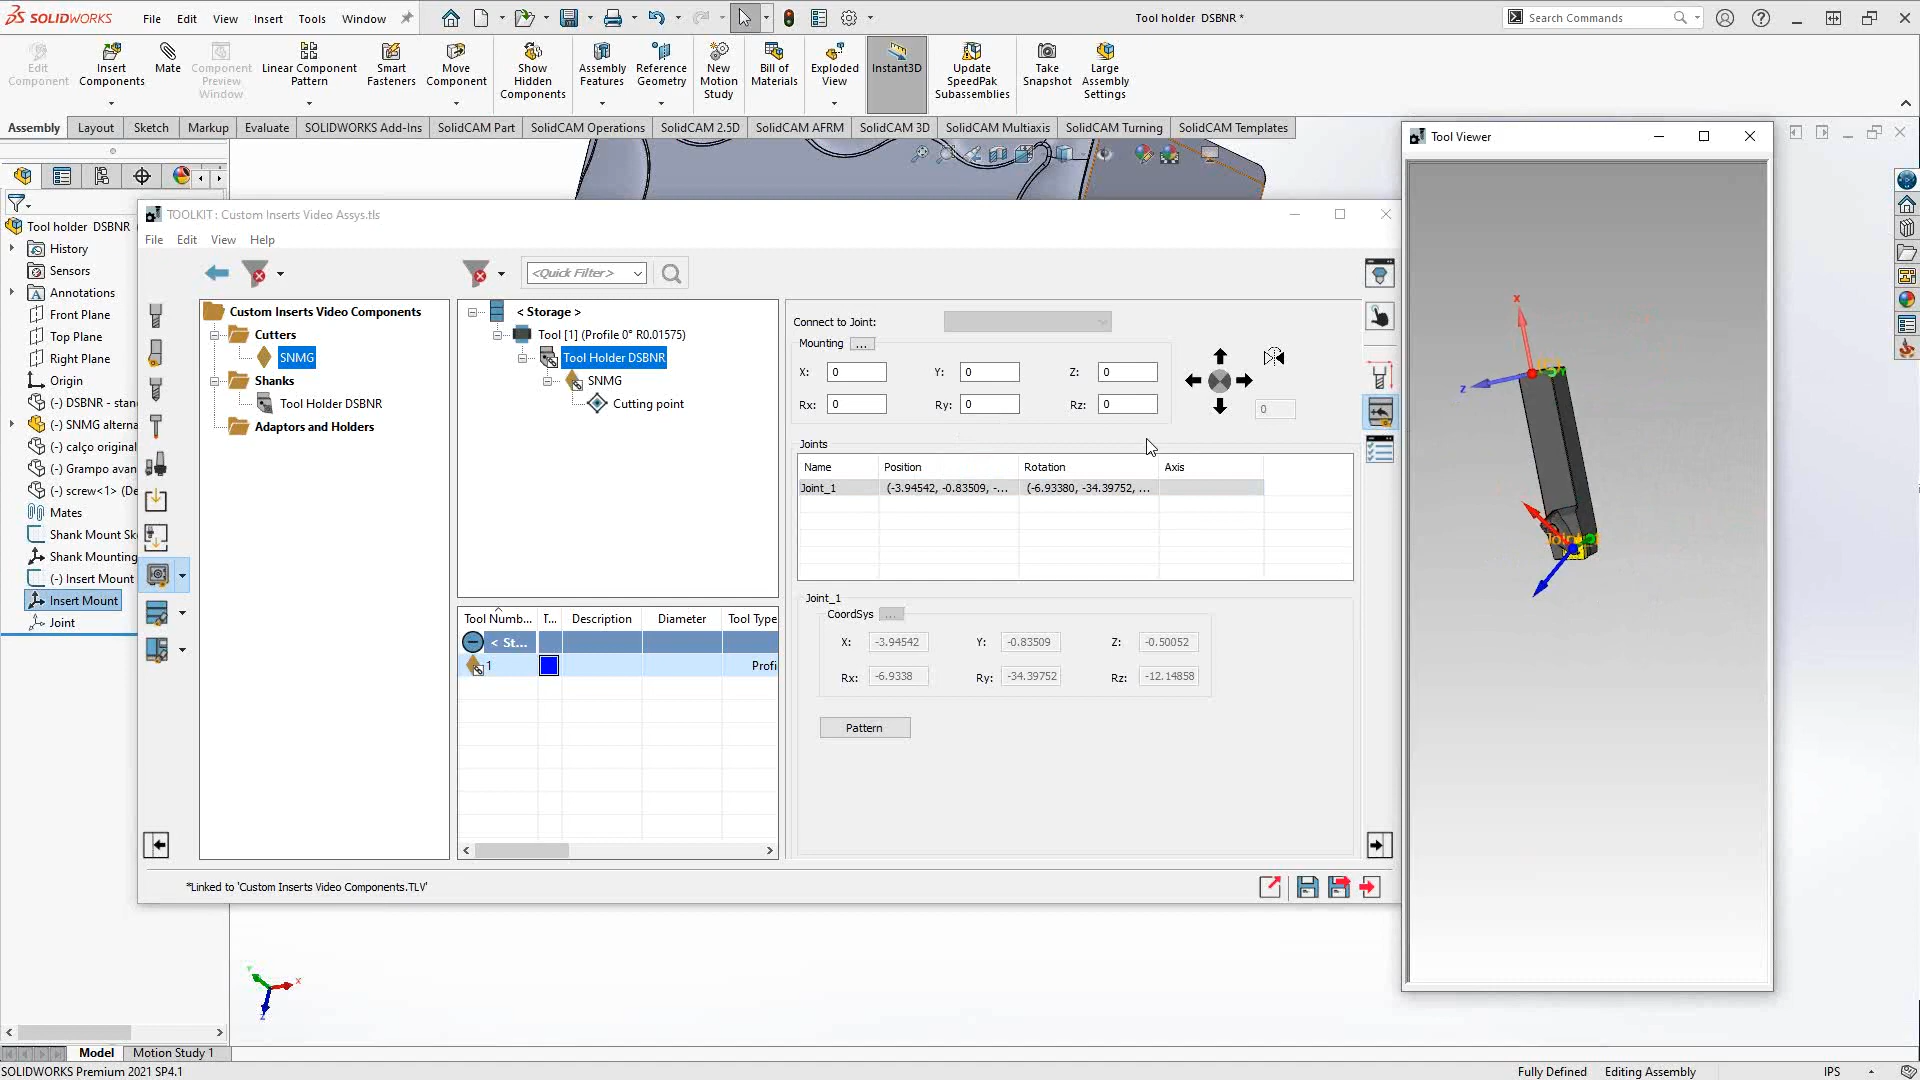 SOLIDWORKS File Edit View Insert Tools Window
Tool holder DSBNR *
Search Commands
Edit Component
Insert Components
Mate
Component Preview Window
Linear Component Pattern
Smart Fasteners
Move Component
Show Hidden Components
Assembly Features
Reference Geometry
New Motion Study
Bill of Materials
Exploded View
Instant3D
Update SpeedPak Subassemblies
Take Snapshot
Large Assembly Settings
Assembly Layout Sketch Markup Evaluate SOLIDWORKS Add-Ins SolidCAM Part SolidCAM Operations SolidCAM 2.5D SolidCAM AFRM SolidCAM 3D SolidCAM Multiaxis SolidCAM Turning SolidCAM Templates
Tool holder DSBNR
History
Sensors
Annotations
Front Plane
Top Plane
Right Plane
Origin
(-) DSBNR - stan
(-) SNMG alterna
(-) calço original
(-) Grampo avan
(-) screw<1> (De
Mates
Shank Mount Sk
Shank Mounting
(-) Insert Mount
Insert Mount
Joint
TOOLKIT : Custom Inserts Video Assys.tls
File Edit View Help
<Quick Filter>
Custom Inserts Video Components
Cutters
SNMG
Shanks
Tool Holder DSBNR
Adaptors and Holders
< Storage >
Tool [1] (Profile 0° R0.01575)
Tool Holder DSBNR
SNMG
Cutting point
Tool Numb... T... Description Diameter Tool Type
< St...
1 Profi
Connect to Joint:
Mounting ...
X: 0 Y: 0 Z: 0
Rx: 0 Ry: 0 Rz: 0
0
Joints
Name Position Rotation Axis
Joint_1 (-3.94542, -0.83509, -... (-6.93380, -34.39752, ...
Joint_1
CoordSys ...
X: -3.94542 Y: -0.83509 Z: -0.50052
Rx: -6.9338 Ry: -34.39752 Rz: -12.14858
Pattern
*Linked to 'Custom Inserts Video Components.TLV'
Tool Viewer
x
z
Y
X
Z
Model Motion Study 1
SOLIDWORKS Premium 2021 SP4.1
Fully Defined Editing Assembly IPS